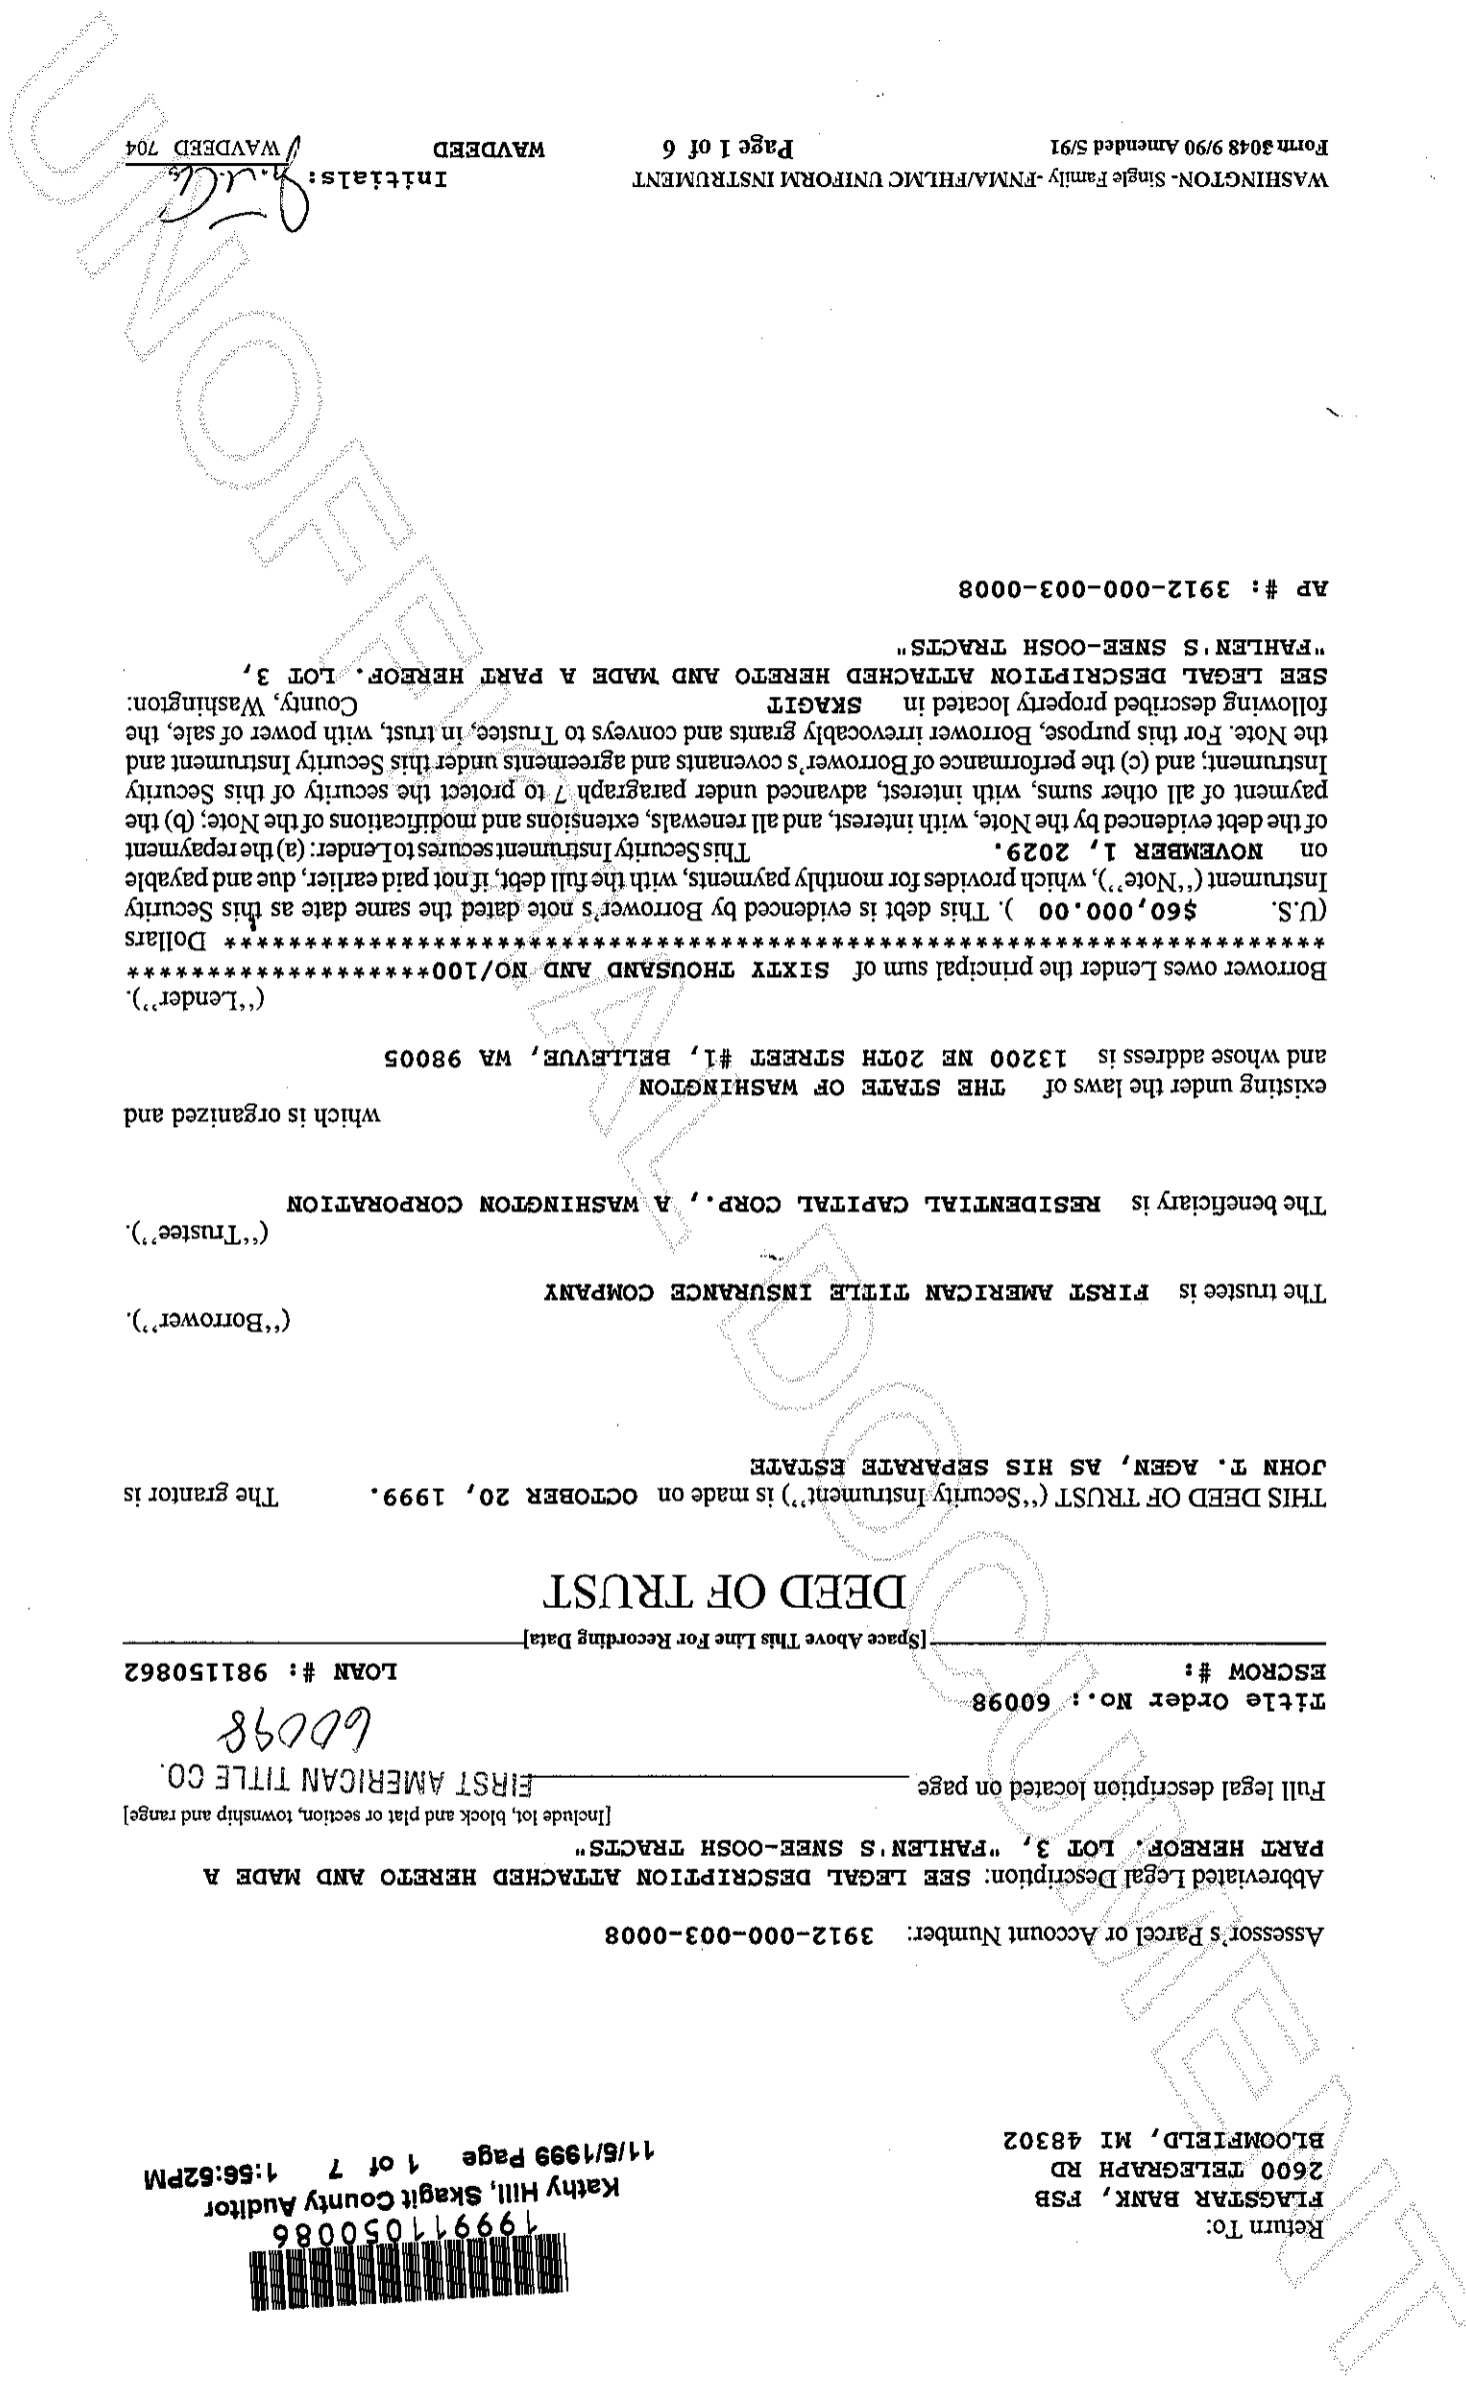 Return To:
FLAGSTAR BANK, FSB
2600 TELEGRAPH RD
BLOOMFIELD, MI 48302
199911050086
Kathy Hill, Skagit County Auditor
11/5/1999 Page 1 of 7 1:56:52PM
Assessor's Parcel or Account Number: 3912-000-003-0008
Abbreviated Legal Description: SEE LEGAL DESCRIPTION ATTACHED HERETO AND MADE A
PART HEREOF. LOT 3, "FAHLEN'S SNEE-OOSH TRACTS"
[Include lot, block and plat or section, township and range]
Full legal description located on page
FIRST AMERICAN TITLE CO.
60098
Title Order No.: 60098
ESCROW #: LOAN #: 981150862
[Space Above This Line For Recording Data]
DEED OF TRUST
THIS DEED OF TRUST ("Security Instrument") is made on OCTOBER 20, 1999. The grantor is
JOHN T. AGEN, AS HIS SEPARATE ESTATE
("Borrower").
The trustee is FIRST AMERICAN TITLE INSURANCE COMPANY
("Trustee").
The beneficiary is RESIDENTIAL CAPITAL CORP., A WASHINGTON CORPORATION
which is organized and
existing under the laws of THE STATE OF WASHINGTON
and whose address is 13200 NE 20TH STREET #1, BELLEVUE, WA 98005
("Lender").
Borrower owes Lender the principal sum of SIXTY THOUSAND AND NO/100*******************
************************************************************************** Dollars
(U.S. $60,000.00 ). This debt is evidenced by Borrower's note dated the same date as this Security
Instrument ("Note"), which provides for monthly payments, with the full debt, if not paid earlier, due and payable
on NOVEMBER 1, 2029. This Security Instrument secures to Lender: (a) the repayment
of the debt evidenced by the Note, with interest, and all renewals, extensions and modifications of the Note; (b) the
payment of all other sums, with interest, advanced under paragraph 7 to protect the security of this Security
Instrument; and (c) the performance of Borrower's covenants and agreements under this Security Instrument and
the Note. For this purpose, Borrower irrevocably grants and conveys to Trustee, in trust, with power of sale, the
following described property located in SKAGIT County, Washington:
SEE LEGAL DESCRIPTION ATTACHED HERETO AND MADE A PART HEREOF. LOT 3,
"FAHLEN'S SNEE-OOSH TRACTS"
AP #: 3912-000-003-0008
WASHINGTON- Single Family -FNMA/FHLMC UNIFORM INSTRUMENT Initials:
Form 3048 9/90 Amended 5/91 Page 1 of 6 WAVDEED WAVDEED 704
UNOFFICIAL DOCUMENT